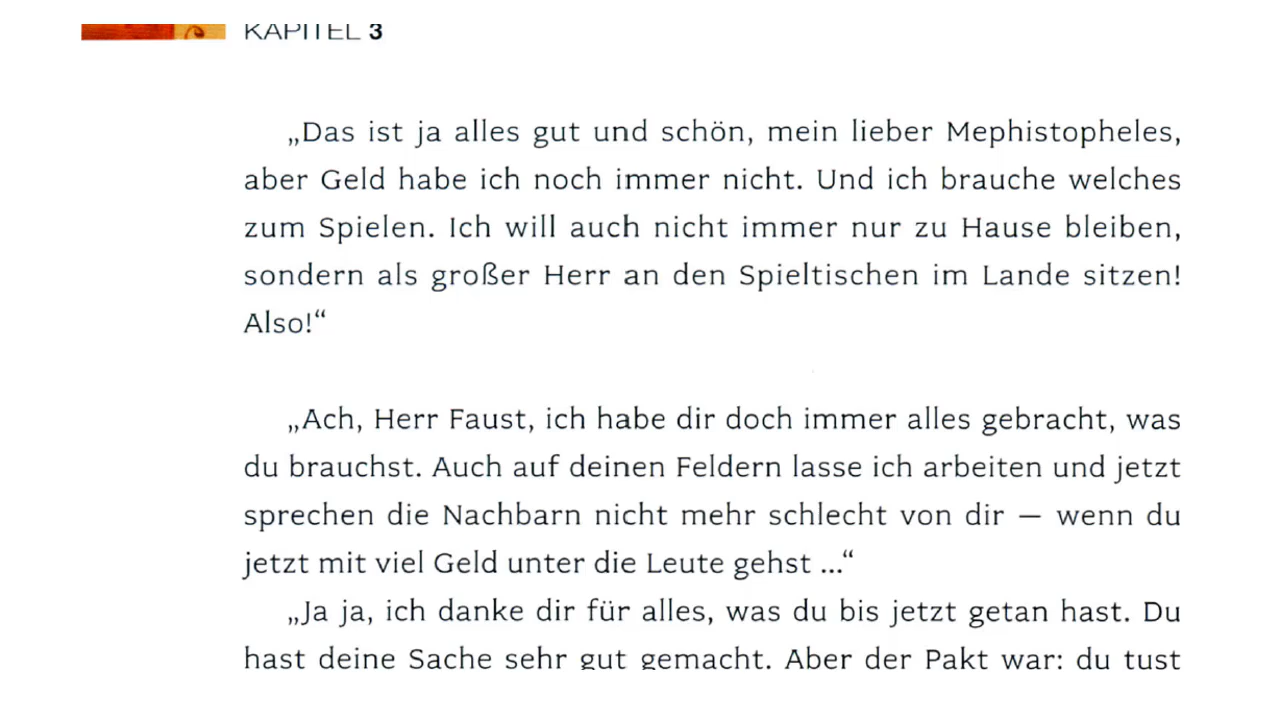 KAPITEL 3
„Das ist ja alles gut und schön, mein lieber Mephistopheles,
aber Geld habe ich noch immer nicht. Und ich brauche welches
zum Spielen. Ich will auch nicht immer nur zu Hause bleiben,
sondern als großer Herr an den Spieltischen im Lande sitzen!
Also!“
„Ach, Herr Faust, ich habe dir doch immer alles gebracht, was
du brauchst. Auch auf deinen Feldern lasse ich arbeiten und jetzt
sprechen die Nachbarn nicht mehr schlecht von dir — wenn du
jetzt mit viel Geld unter die Leute gehst ...“
„Ja ja, ich danke dir für alles, was du bis jetzt getan hast. Du
hast deine Sache sehr gut gemacht. Aber der Pakt war: du tust